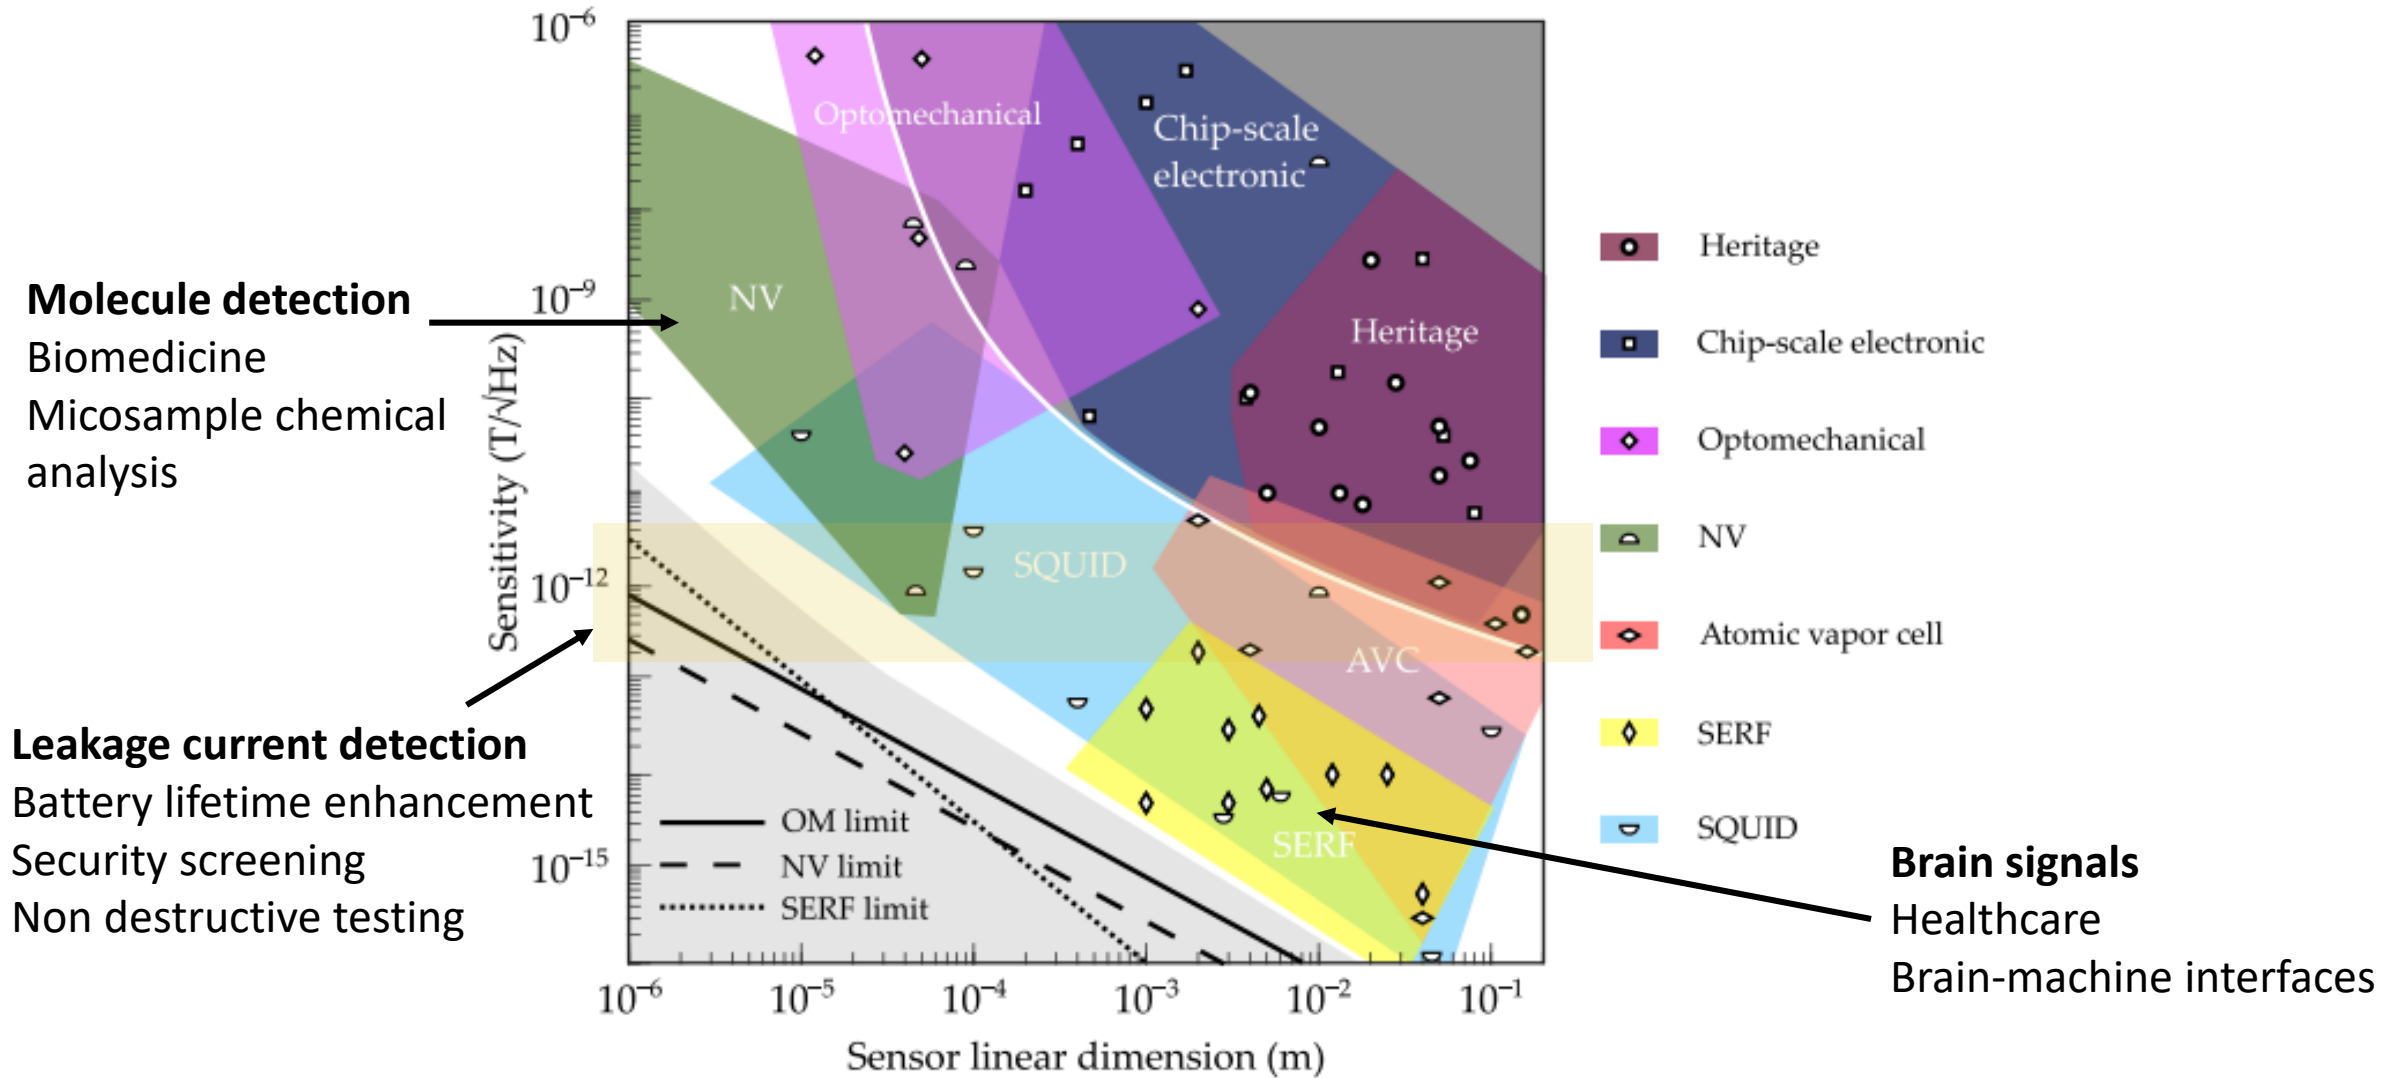 Molecule detection
Biomedicine
Micosample chemical
analysis
Leakage current detection
Battery lifetime enhancement
Security screening
Non destructive testing
Sensitivity (T/√Hz)
10⁻⁶
10⁻⁹
10⁻¹²
10⁻¹⁵
Optomechanical
Chip-scale
electronic
NV
Heritage
SQUID
AVC
SERF
OM limit
NV limit
SERF limit
10⁻⁶ 10⁻⁵ 10⁻⁴ 10⁻³ 10⁻² 10⁻¹
Sensor linear dimension (m)
Heritage
Chip-scale electronic
Optomechanical
NV
Atomic vapor cell
SERF
SQUID
Brain signals
Healthcare
Brain-machine interfaces